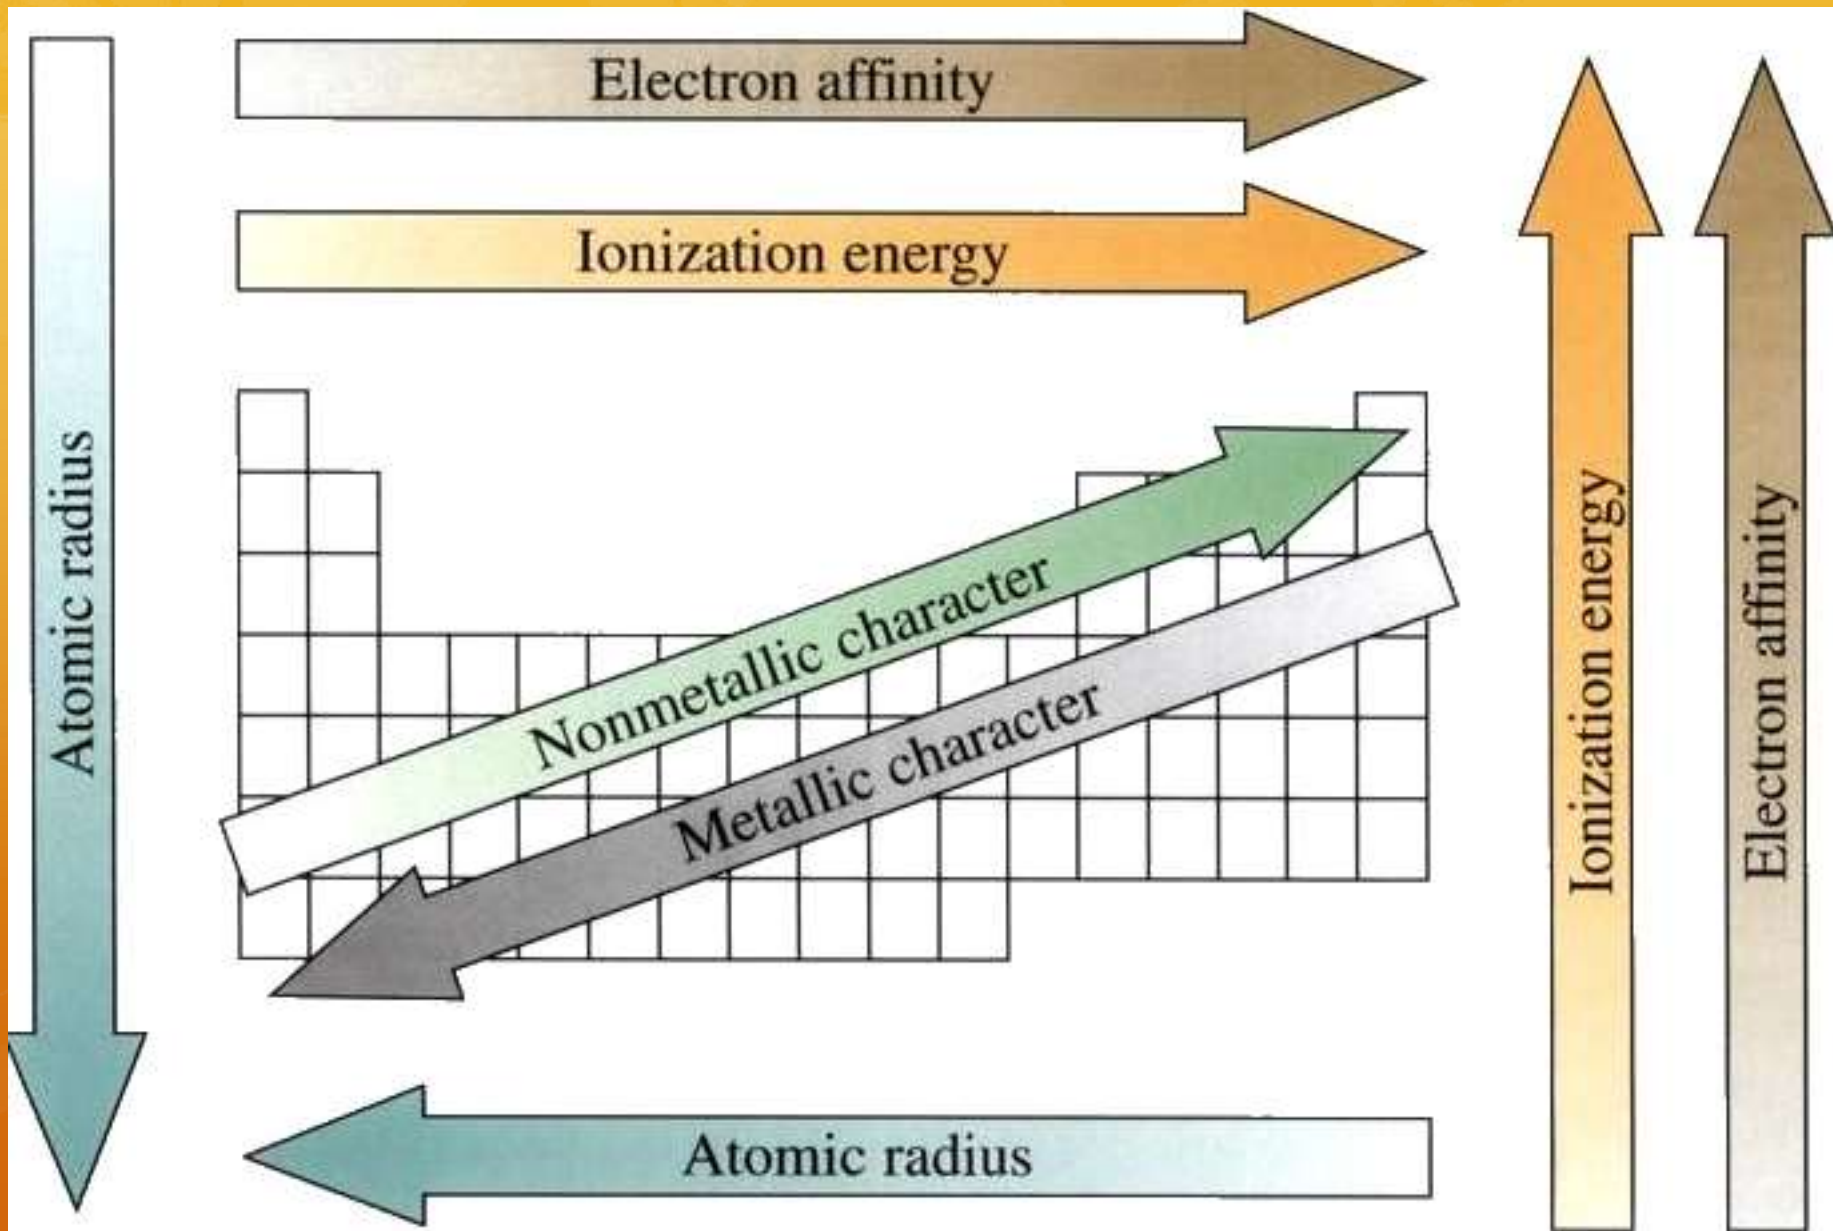 Electron affinity
Ionization energy
Atomic radius
Nonmetallic character
Metallic character
Ionization energy
Electron affinity
Atomic radius